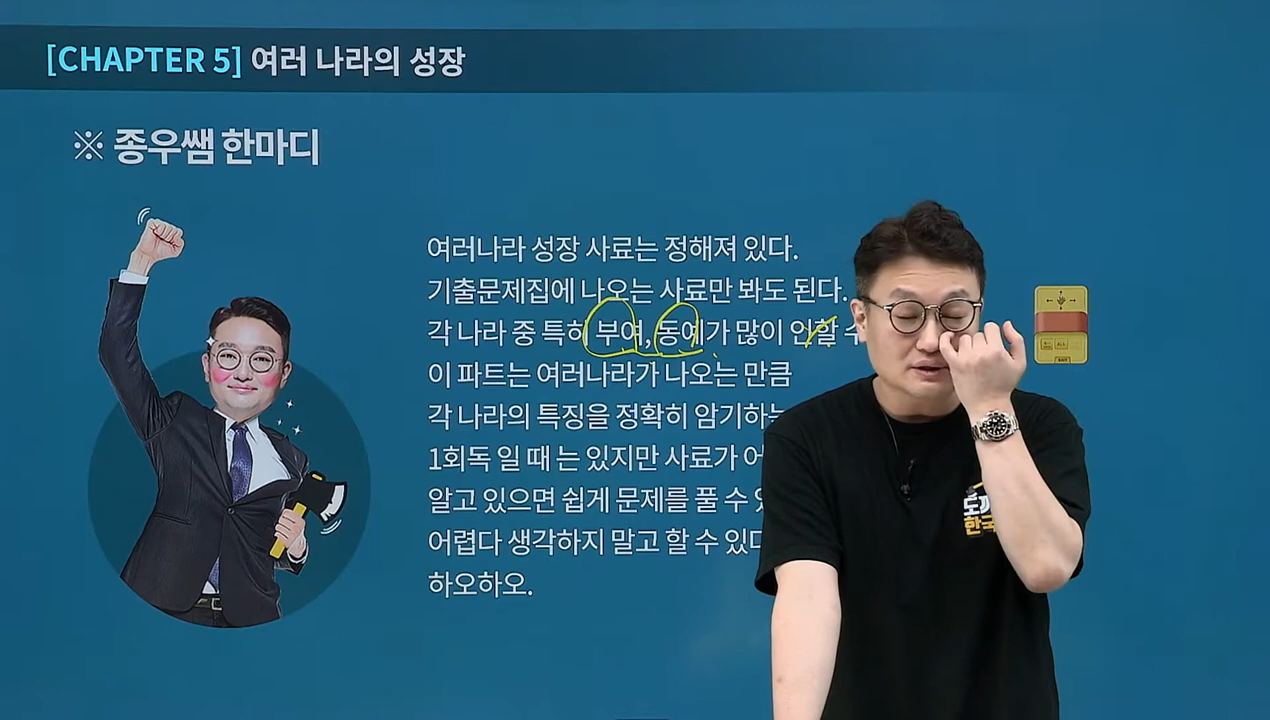 [CHAPTER 5] 여러 나라의 성장
※ 종우쌤 한마디
여러나라 성장 사료는 정해져 있다.
기출문제집에 나오는 사료만 봐도 된다.
각 나라 중 특히 부여, 동예가 많이 인할
이 파트는 여러나라가 나오는 만큼
각 나라의 특징을 정확히 암기하는
1회독 일 때 는 있지만 사료가
알고 있으면 쉽게 문제를 풀 수
어렵다 생각하지 말고 할 수 있다
하오하오.
한국